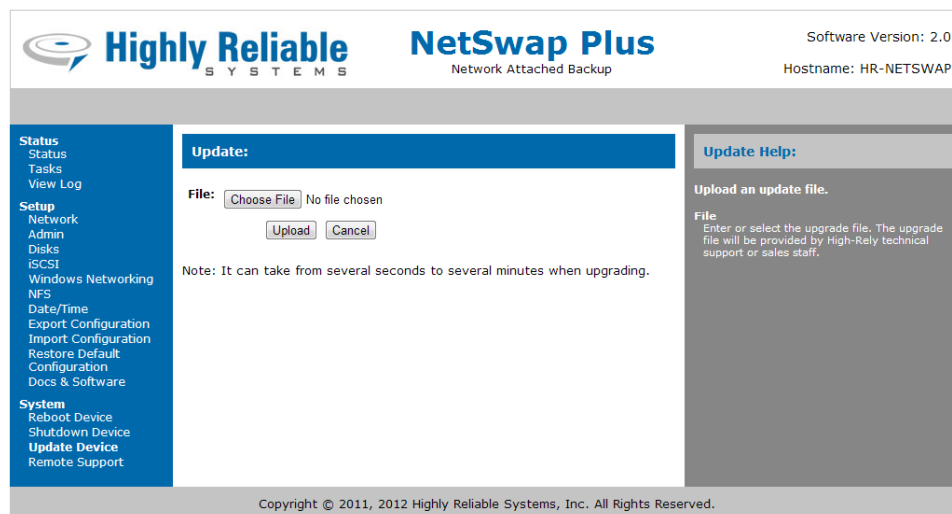 Highly Reliable
SYSTEMS
NetSwap Plus
Network Attached Backup
Software Version: 2.0
Hostname: HR-NETSWAP
Status
Status
Tasks
View Log
Setup
Network
Admin
Disks
iSCSI
Windows Networking
NFS
Date/Time
Export Configuration
Import Configuration
Restore Default
Configuration
Docs & Software
System
Reboot Device
Shutdown Device
Update Device
Remote Support
Update:
File: Choose File No file chosen
Upload Cancel
Note: It can take from several seconds to several minutes when upgrading.
Update Help:
Upload an update file.
File
Enter or select the upgrade file. The upgrade
file will be provided by High-Rely technical
support or sales staff.
Copyright © 2011, 2012 Highly Reliable Systems, Inc. All Rights Reserved.